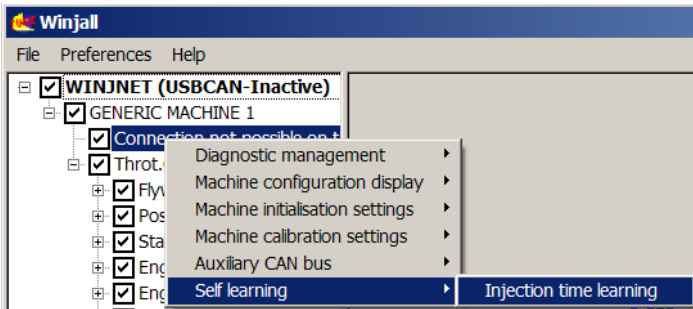 Winjall
File Preferences Help
WINJNET (USBCAN-Inactive)
GENERIC MACHINE 1
Connection not possible on t
Diagnostic management
Throt.
Machine configuration display
Machine initialisation settings
Machine calibration settings
Auxiliary CAN bus
Self learning Injection time learning